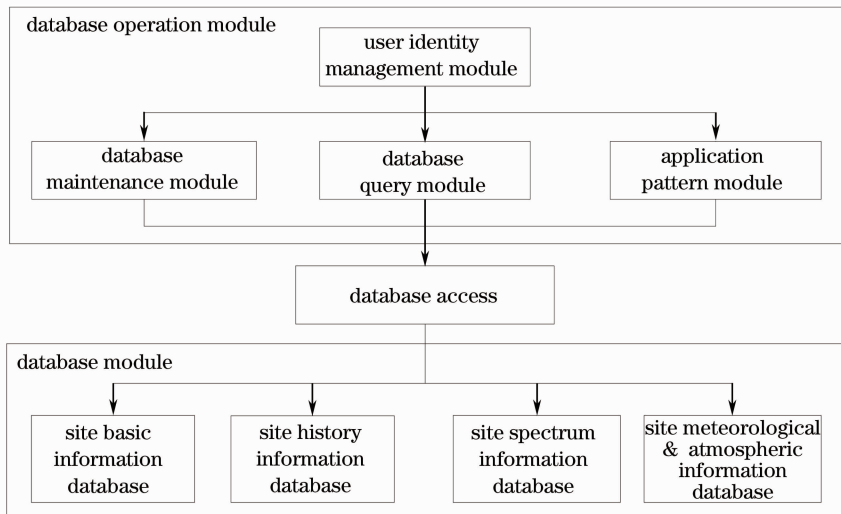 database operation module
user identity
management module
database
maintenance module
database
query module
application
pattern module
database access
database module
site basic
information
database
site history
information
database
site spectrum
information
database
site meteorological
& atmospheric
information
database